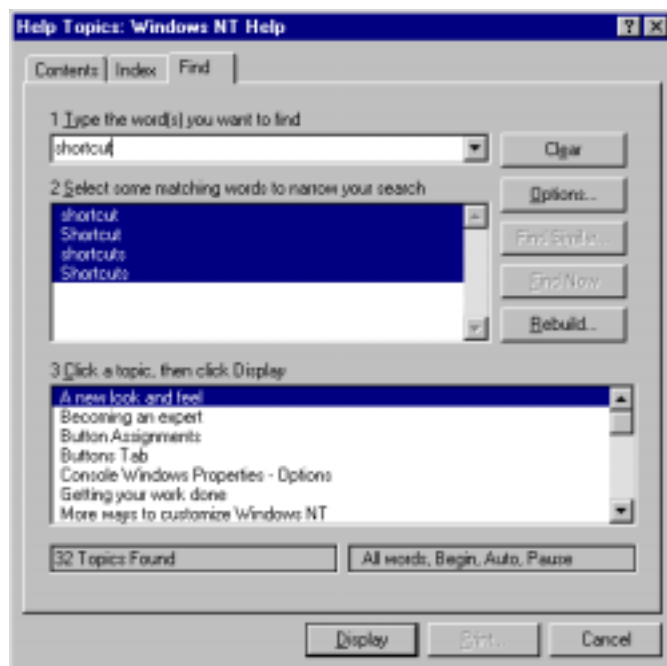 Help Topics: Windows NT Help
Contents Index Find
1 Type the word(s) you want to find
shortcut
Clear
2 Select some matching words to narrow your search
Options...
shortcut
Shortcut
shortcuts
Shortcuts
Find Similar...
Find Now
Rebuild...
3 Click a topic, then click Display
A new look and feel
Becoming an expert
Button Assignments
Buttons Tab
Console Windows Properties - Options
Getting your work done
More ways to customize Windows NT
32 Topics Found
All words, Begin, Auto, Pause
Display Print... Cancel